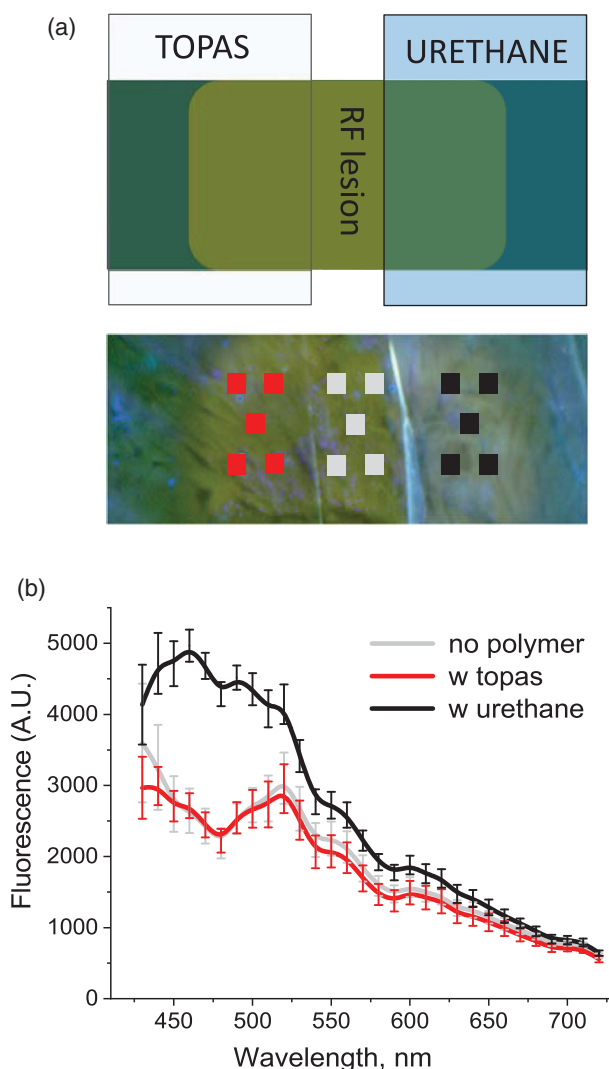 (a)
TOPAS
URETHANE
RF lesion
(b)
5000
4000
3000
2000
1000
0
Fluorescence (A.U.)
no polymer
w topas
w urethane
450
500
550
600
650
700
Wavelength, nm